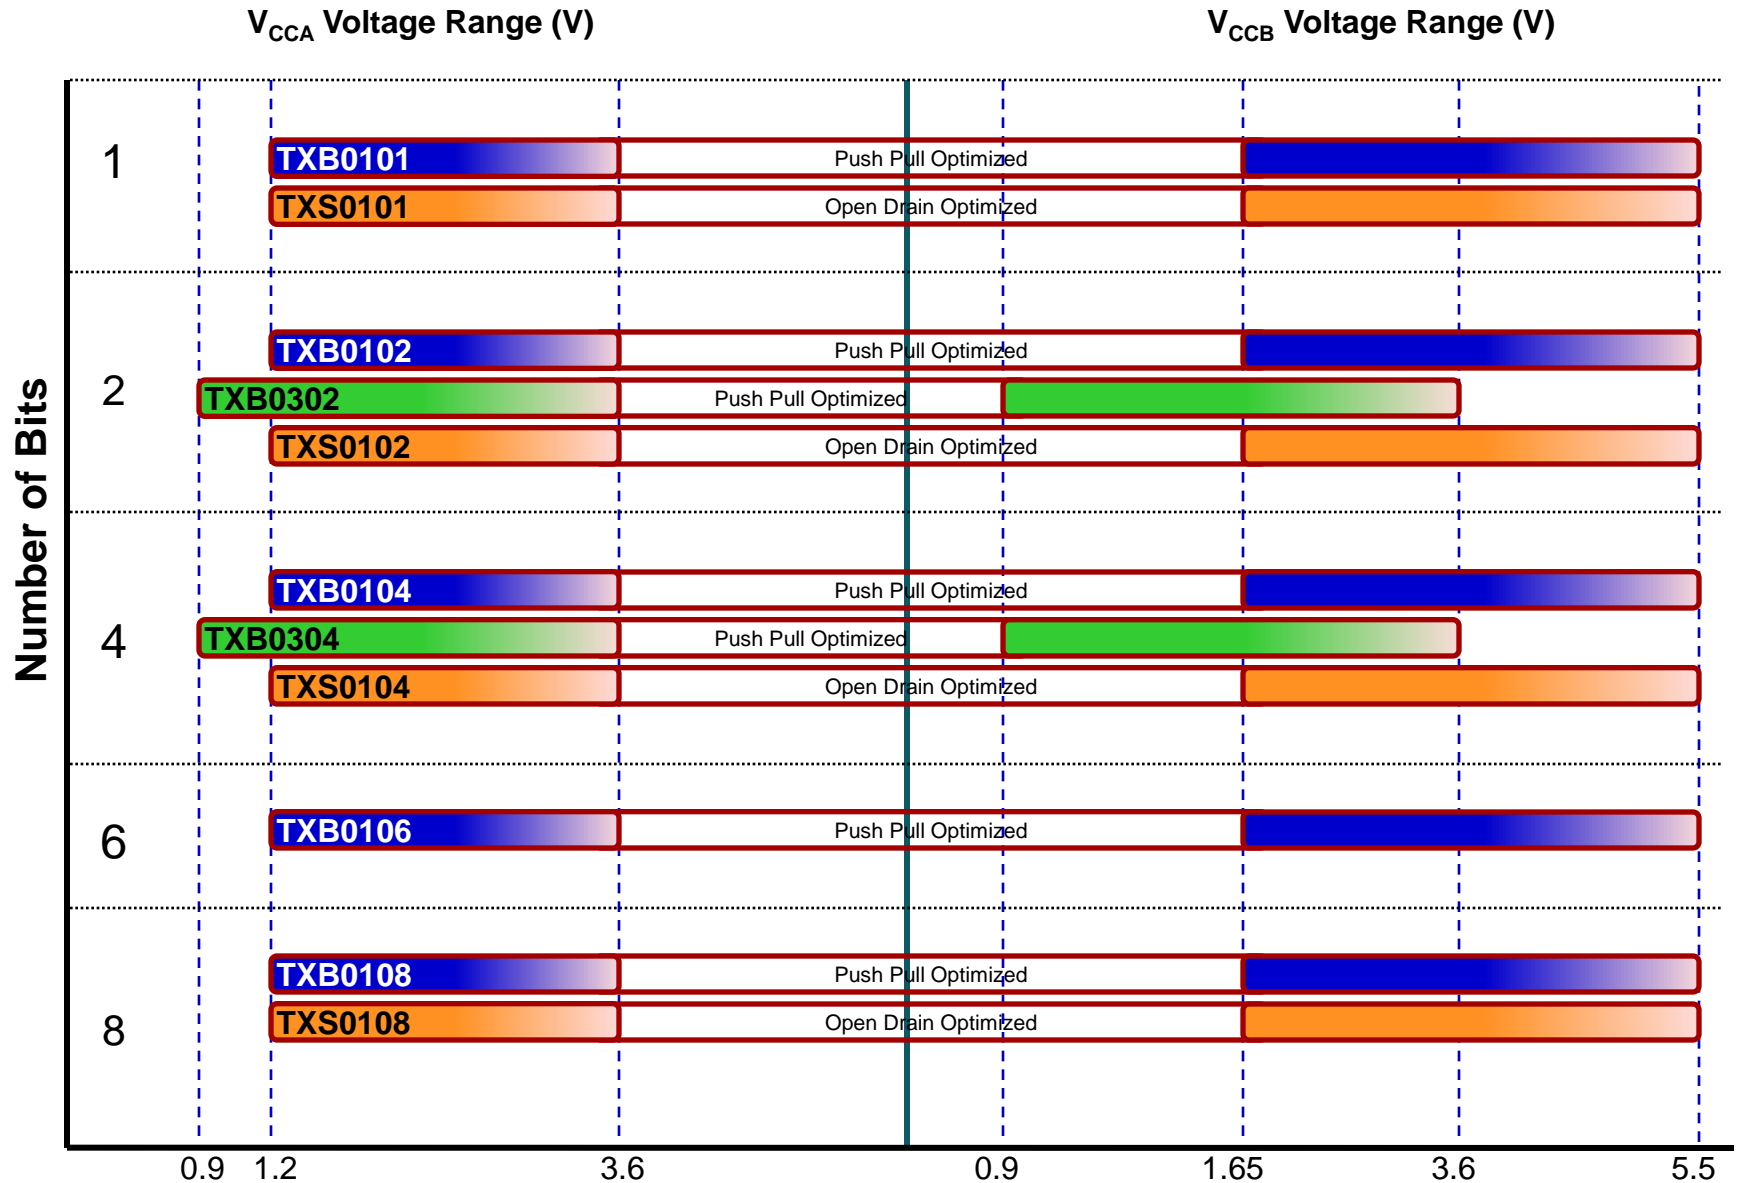 V_CCA Voltage Range (V) V_CCB Voltage Range (V)
Number of Bits
1
TXB0101 Push Pull Optimized
TXS0101 Open Drain Optimized
2
TXB0102 Push Pull Optimized
TXB0302 Push Pull Optimized
TXS0102 Open Drain Optimized
4
TXB0104 Push Pull Optimized
TXB0304 Push Pull Optimized
TXS0104 Open Drain Optimized
6
TXB0106 Push Pull Optimized
8
TXB0108 Push Pull Optimized
TXS0108 Open Drain Optimized
0.9 1.2 3.6 0.9 1.65 3.6 5.5